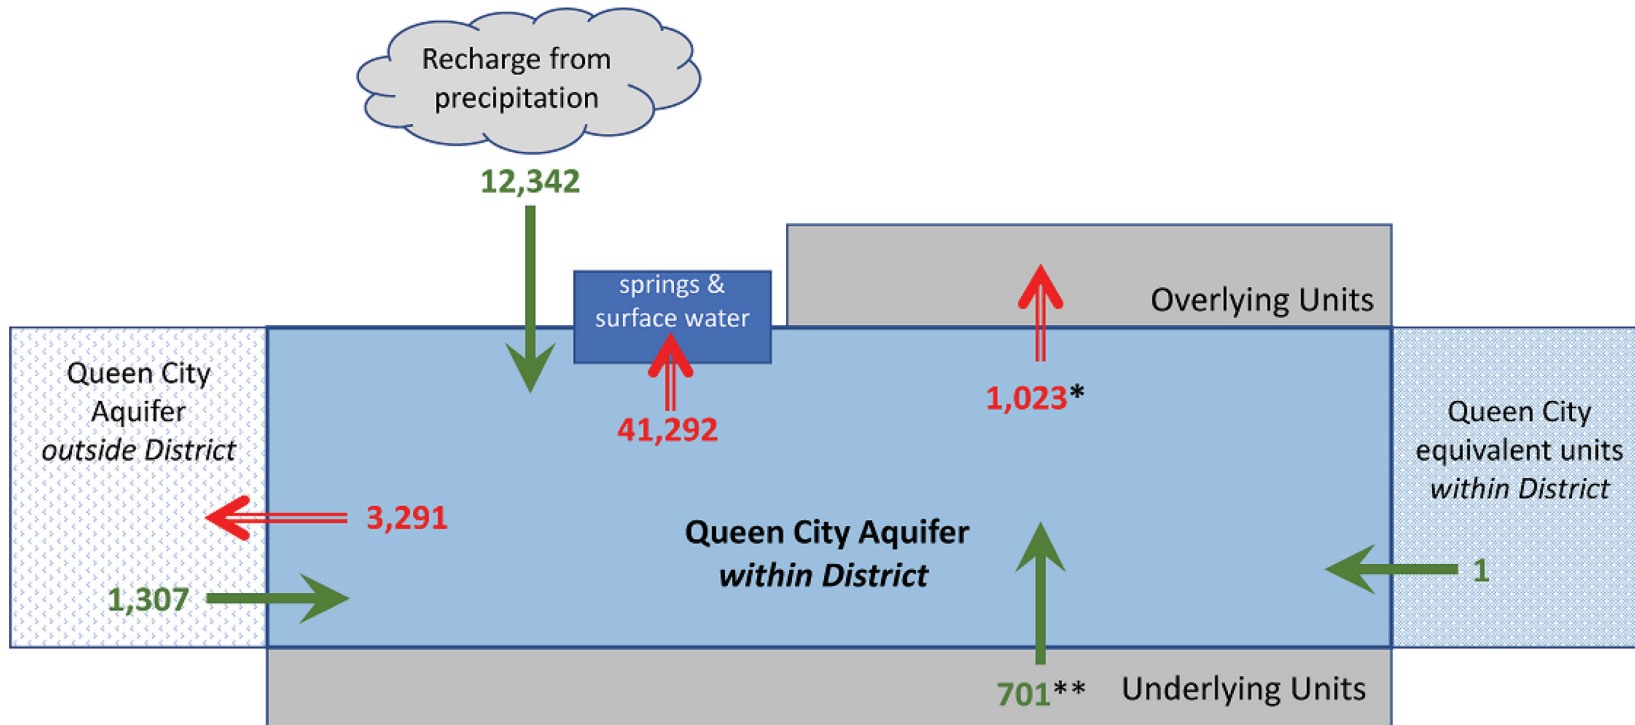 Recharge from
precipitation
12,342
springs &
surface water
Overlying Units
Queen City
Aquifer
outside District
41,292
1,023*
Queen City
equivalent units
within District
3,291
Queen City Aquifer
within District
1,307
1
701**
Underlying Units